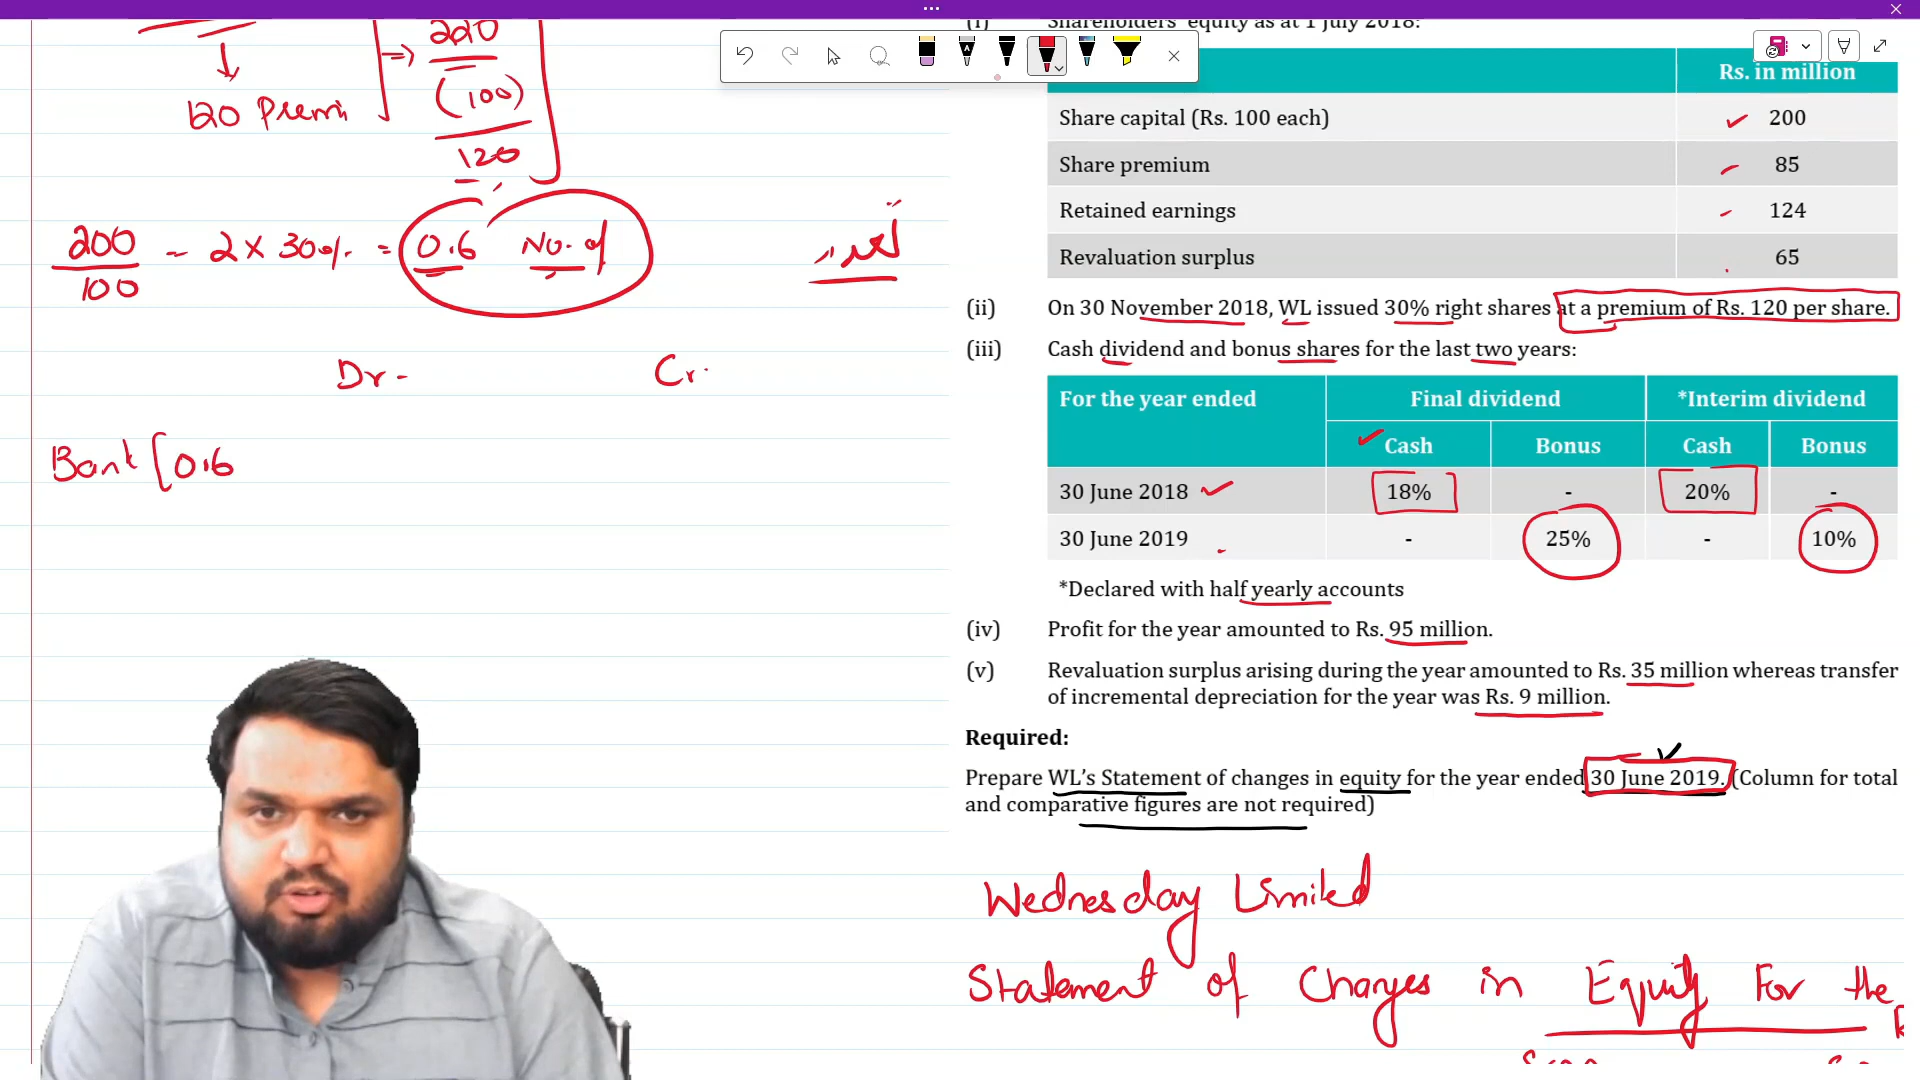 220
(100)
120 Premi
120
200
100
- 2 x 30% = 0.6 No. of
Dr-
Cr.
Bank [0.6
(i) Shareholders' equity as at 1 July 2018:
Rs. in million
Share capital (Rs. 100 each) 200
Share premium 85
Retained earnings 124
Revaluation surplus 65
(ii) On 30 November 2018, WL issued 30% right shares at a premium of Rs. 120 per share.
(iii) Cash dividend and bonus shares for the last two years:
For the year ended Final dividend *Interim dividend
Cash Bonus Cash Bonus
30 June 2018 18% - 20% -
30 June 2019 - 25% - 10%
*Declared with half yearly accounts
(iv) Profit for the year amounted to Rs. 95 million.
(v) Revaluation surplus arising during the year amounted to Rs. 35 million whereas transfer
of incremental depreciation for the year was Rs. 9 million.
Required:
Prepare WL's Statement of changes in equity for the year ended 30 June 2019. (Column for total
and comparative figures are not required)
Wednesday Limited
Statement of Changes in Equity For the